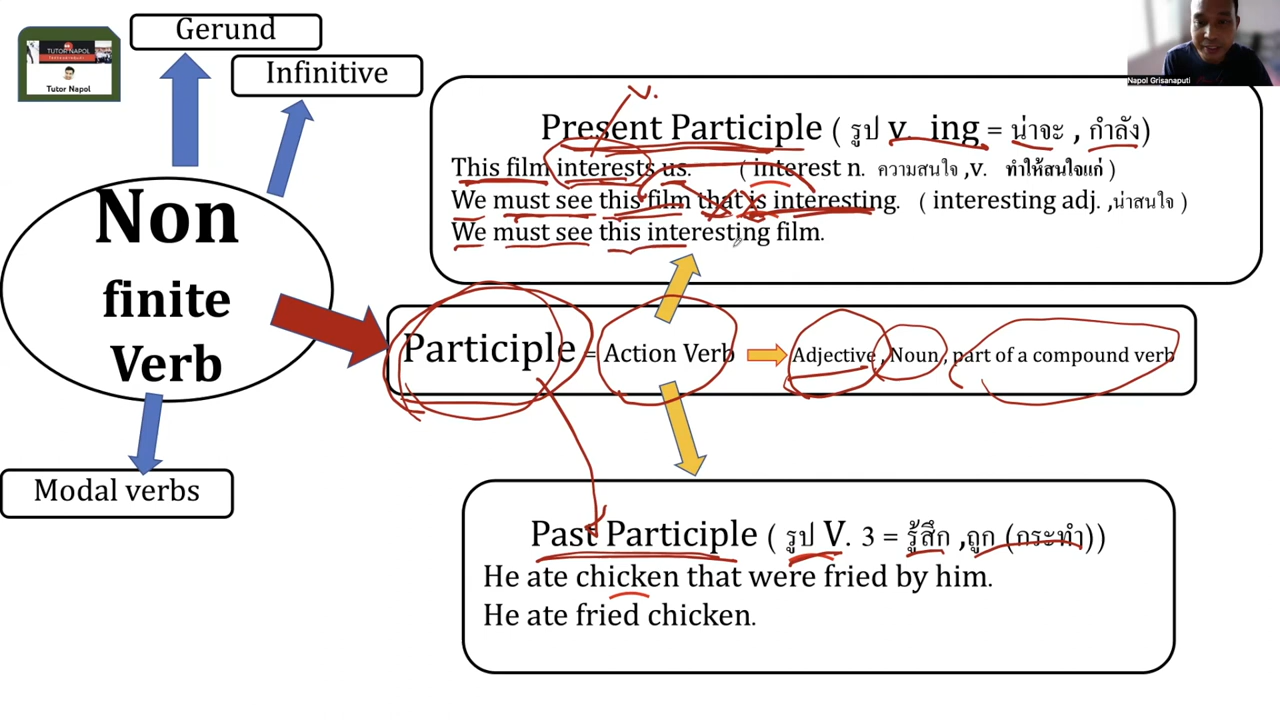 Gerund
Infinitive
TUTOR NAPOL
Tutor Napol
Napol Grisanaputi
Non
finite
Verb
Modal verbs
v.
Present Participle ( รูป v. ing = น่าจะ , กำลัง)
This film interests us. ( interest n. ความสนใจ ,v. ทำให้สนใจแก่ )
We must see this film that is interesting. ( interesting adj. ,น่าสนใจ )
We must see this interesting film.
Participle = Action Verb Adjective , Noun , part of a compound verb
Past Participle ( รูป V. 3 = รู้สึก ,ถูก (กระทำ))
He ate chicken that were fried by him.
He ate fried chicken.